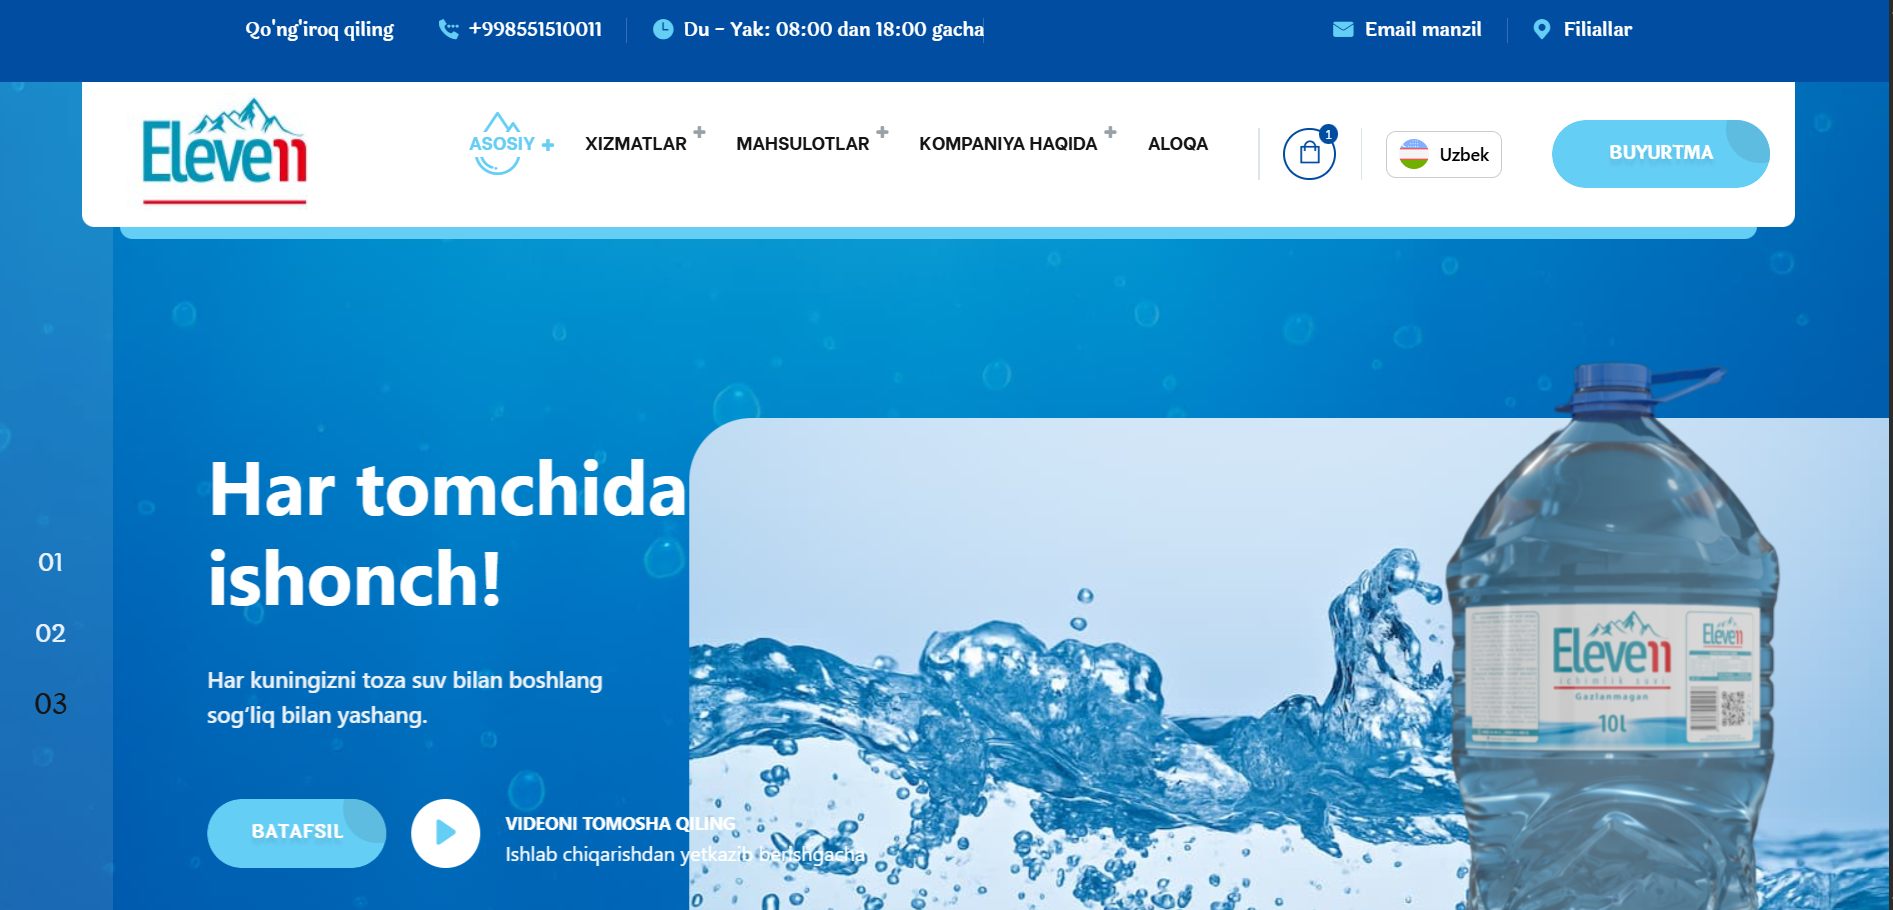 Qo'ng'iroq qiling +998551510011 Du - Yak: 08:00 dan 18:00 gacha Email manzil Filiallar
Eleven
ASOSIY XIZMATLAR MAHSULOTLAR KOMPANIYA HAQIDA ALOQA 1 Uzbek BUYURTMA
Har tomchida
ishonch!
01
02
03
Har kuningizni toza suv bilan boshlang
sog‘liq bilan yashang.
BATAFSIL
VIDEONI TOMOSHA QILING
Ishlab chiqarishdan yetkazib berishgacha
Eleven
ichimlik suvi
Gazlanmagan
10L
Eleven